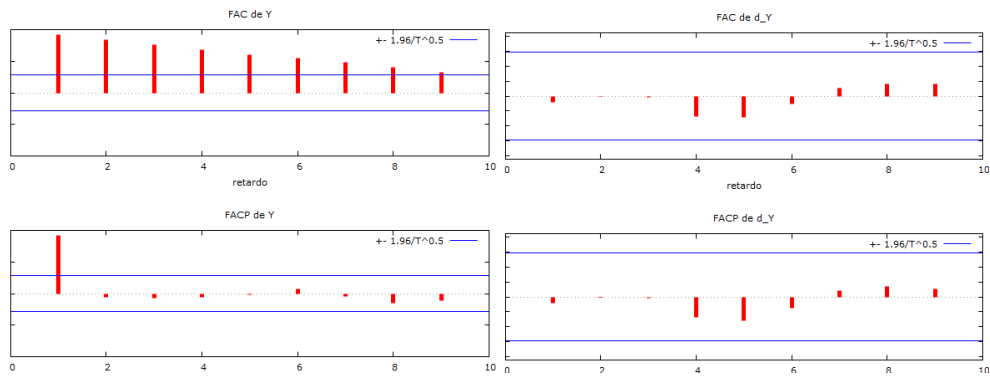 FAC de Y
+- 1.96/T^0.5
0 2 4 6 8 10
retardo
FACP de Y
+- 1.96/T^0.5
0 2 4 6 8 10
FAC de d_Y
+- 1.96/T^0.5
0 2 4 6 8 10
retardo
FACP de d_Y
+- 1.96/T^0.5
0 2 4 6 8 10